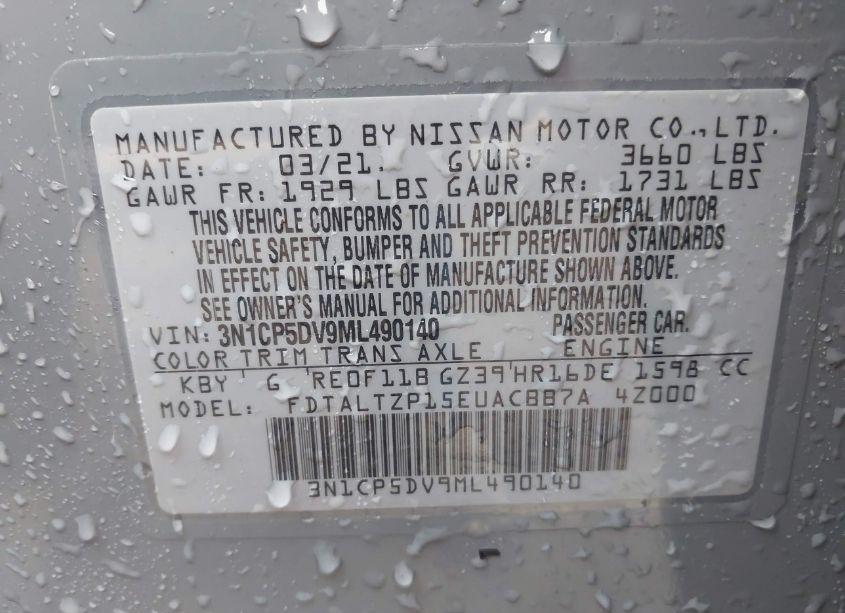 MANUFACTURED BY NISSAN MOTOR CO., LTD.
DATE: 03/21. GVWR: 3660 LBS
GAWR FR: 1929 LBS GAWR RR: 1731 LBS
THIS VEHICLE CONFORMS TO ALL APPLICABLE FEDERAL MOTOR
VEHICLE SAFETY, BUMPER AND THEFT PREVENTION STANDARDS
IN EFFECT ON THE DATE OF MANUFACTURE SHOWN ABOVE.
SEE OWNER'S MANUAL FOR ADDITIONAL INFORMATION.
VIN: 3N1CP5DV9ML490140 PASSENGER CAR.
COLOR TRIM TRANS AXLE ENGINE
KBY G RE0F11B GZ39 HR16DE 1598 CC
MODEL: FDTALTZP15EUACBB7A 4Z000
3N1CP5DV9ML490140